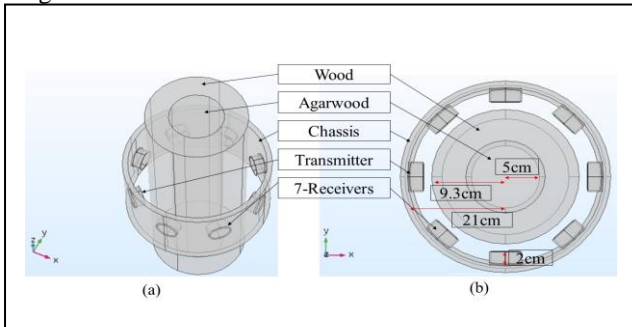 Wood
Agarwood
Chassis
Transmitter
7-Receivers
5cm
9.3cm
21cm
2cm
z y x
y
z x
(a)
(b)